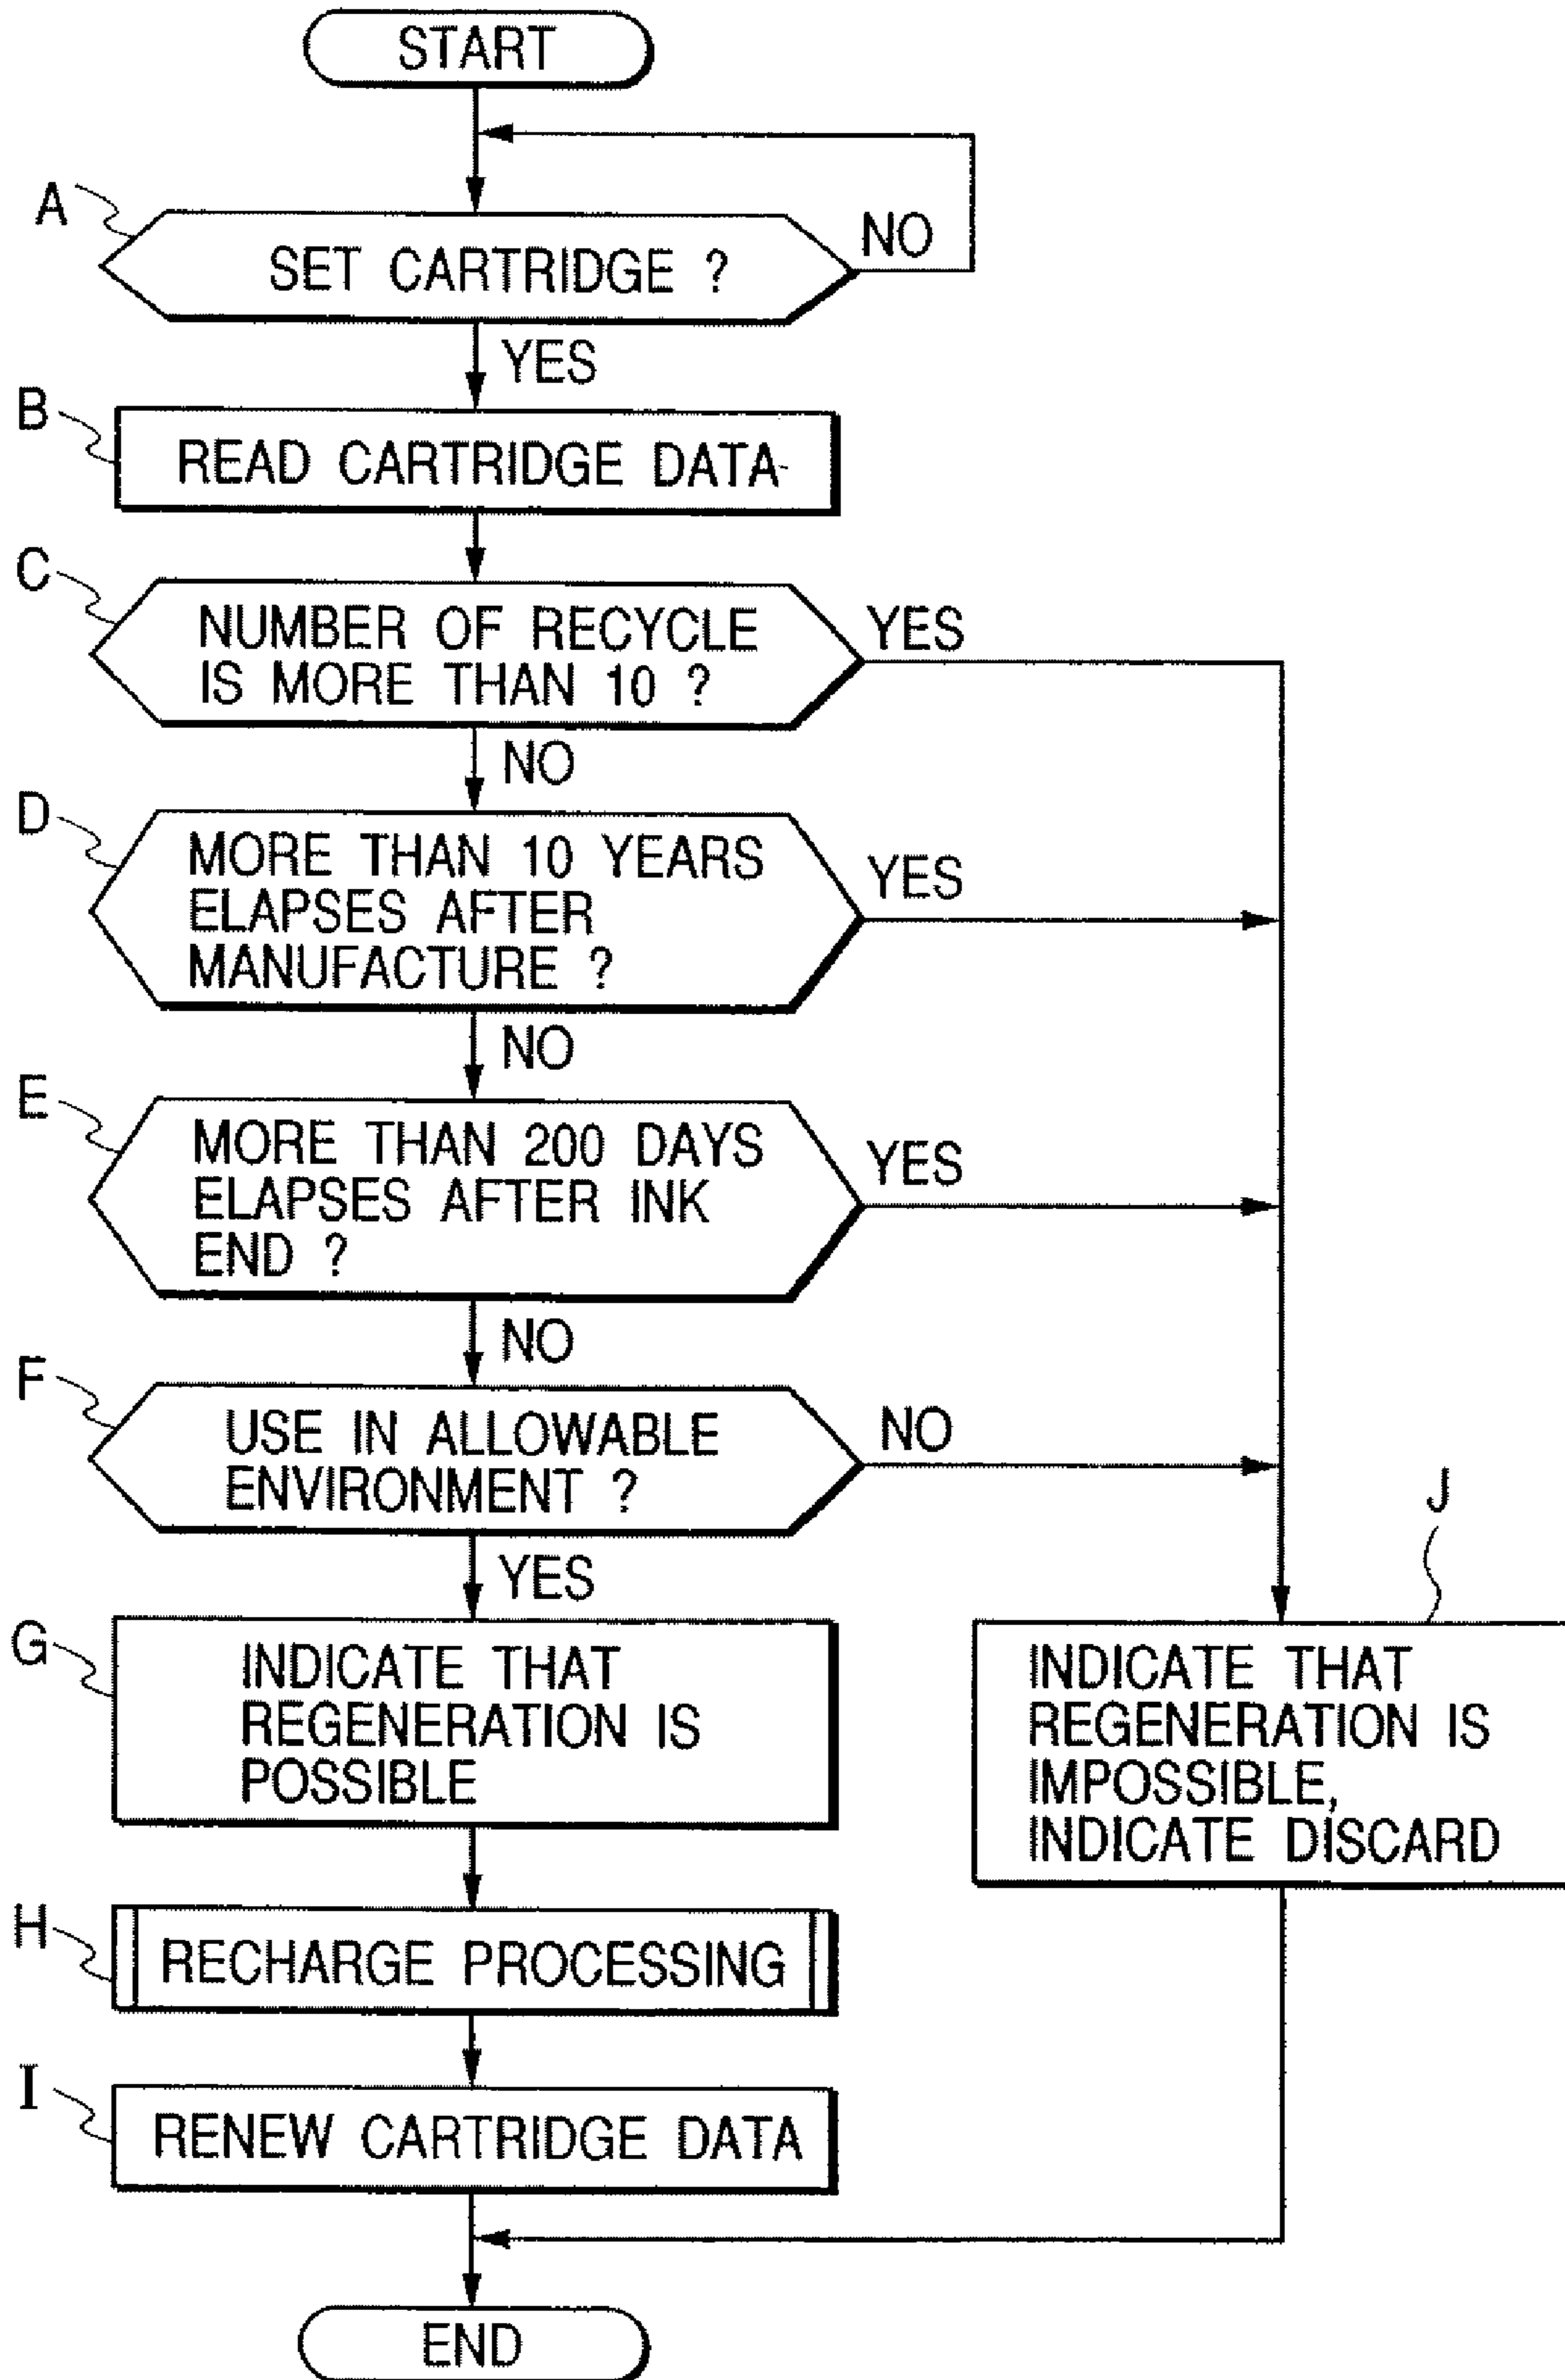 START
A
SET CARTRIDGE ?
NO
YES
B
READ CARTRIDGE DATA
C
NUMBER OF RECYCLE
IS MORE THAN 10 ?
YES
NO
D
MORE THAN 10 YEARS
ELAPSES AFTER
MANUFACTURE ?
YES
NO
E
MORE THAN 200 DAYS
ELAPSES AFTER INK
END ?
YES
NO
F
USE IN ALLOWABLE
ENVIRONMENT ?
NO
YES
G
INDICATE THAT
REGENERATION IS
POSSIBLE
J
INDICATE THAT
REGENERATION IS
IMPOSSIBLE,
INDICATE DISCARD
H
RECHARGE PROCESSING
I
RENEW CARTRIDGE DATA
END